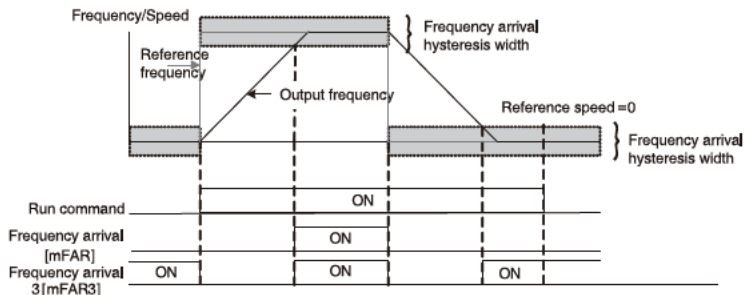 Frequency/Speed
Frequency arrival
hysteresis width
Reference
frequency
Output frequency
Reference speed =0
Frequency arrival
hysteresis width
ON
Run command
Frequency arrival
[mFAR]
ON
Frequency arrival
3[mFAR3]
ON
ON
ON